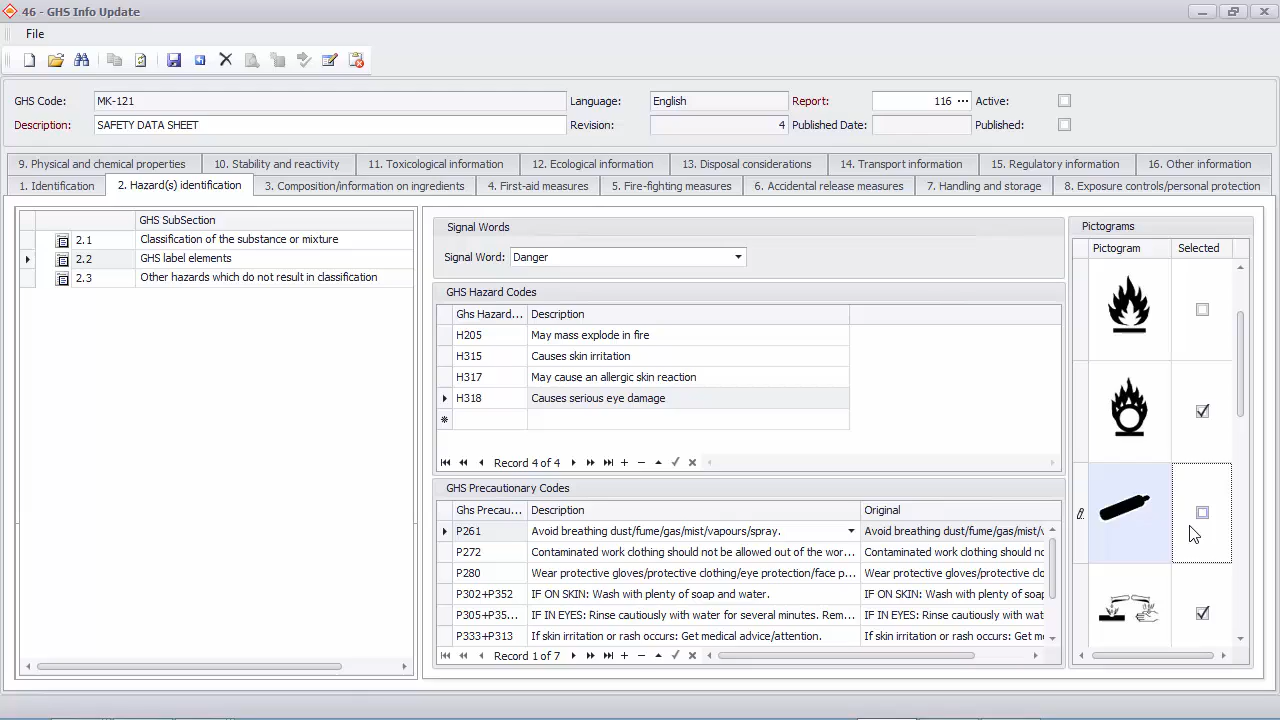 46 - GHS Info Update
File
GHS Code: MK-121 Language: English Report: 116 ... Active:
Description: SAFETY DATA SHEET Revision: 4 Published Date: Published:
9. Physical and chemical properties 10. Stability and reactivity 11. Toxicological information 12. Ecological information 13. Disposal considerations 14. Transport information 15. Regulatory information 16. Other information
1. Identification 2. Hazard(s) identification 3. Composition/information on ingredients 4. First-aid measures 5. Fire-fighting measures 6. Accidental release measures 7. Handling and storage 8. Exposure controls/personal protection
GHS SubSection
2.1 Classification of the substance or mixture
2.2 GHS label elements
2.3 Other hazards which do not result in classification
Signal Words
Signal Word: Danger
GHS Hazard Codes
Ghs Hazard... Description
H205 May mass explode in fire
H315 Causes skin irritation
H317 May cause an allergic skin reaction
H318 Causes serious eye damage
Record 4 of 4
GHS Precautionary Codes
Ghs Precau... Description Original
P261 Avoid breathing dust/fume/gas/mist/vapours/spray. Avoid breathing dust/fume/gas/mist/v
P272 Contaminated work clothing should not be allowed out of the wor... Contaminated work clothing should no
P280 Wear protective gloves/protective clothing/eye protection/face p... Wear protective gloves/protective clot
P302+P352 IF ON SKIN: Wash with plenty of soap and water. IF ON SKIN: Wash with plenty of soap
P305+P35... IF IN EYES: Rinse cautiously with water for several minutes. Rem... IF IN EYES: Rinse cautiously with wat
P333+P313 If skin irritation or rash occurs: Get medical advice/attention. If skin irritation or rash occurs: Get m
Record 1 of 7
Pictograms
Pictogram Selected